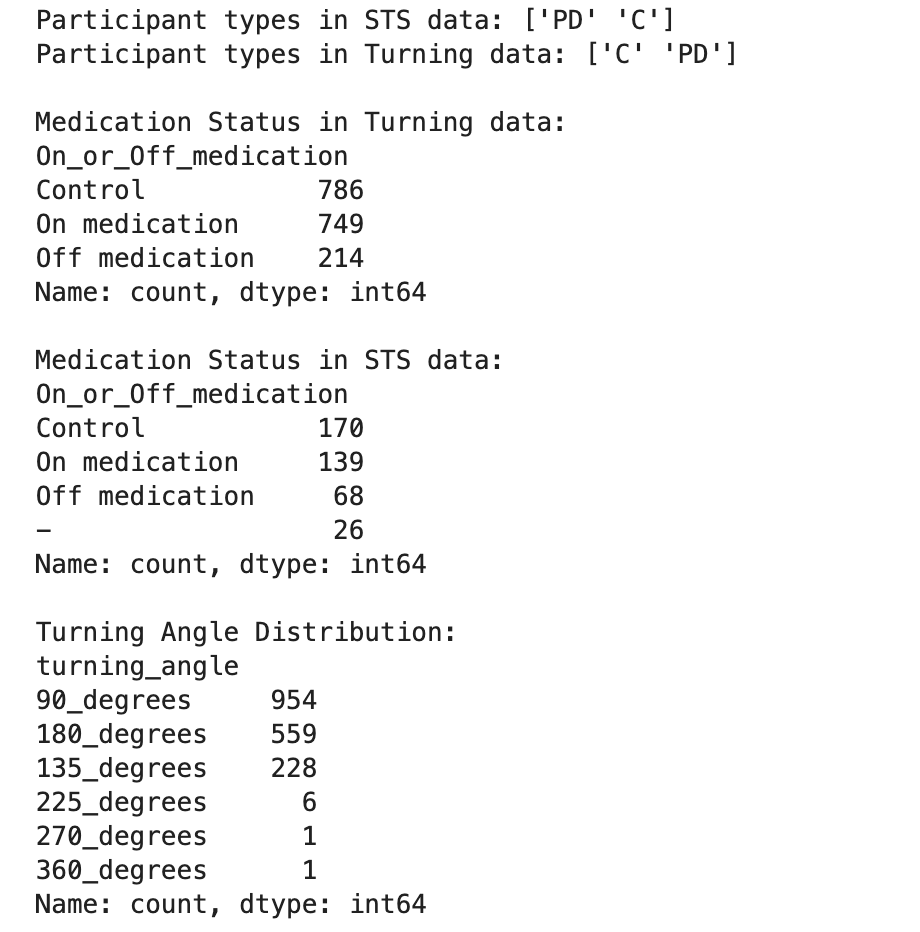 Participant types in STS data: ['PD' 'C']
Participant types in Turning data: ['C' 'PD']
Medication Status in Turning data:
On_or_Off_medication
Control 786
On medication 749
Off medication 214
Name: count, dtype: int64
Medication Status in STS data:
On_or_Off_medication
Control 170
On medication 139
Off medication 68
– 26
Name: count, dtype: int64
Turning Angle Distribution:
turning_angle
90_degrees 954
180_degrees 559
135_degrees 228
225_degrees 6
270_degrees 1
360_degrees 1
Name: count, dtype: int64